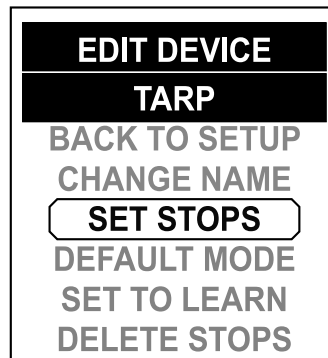 EDIT DEVICE
TARP
BACK TO SETUP
CHANGE NAME
SET STOPS
DEFAULT MODE
SET TO LEARN
DELETE STOPS